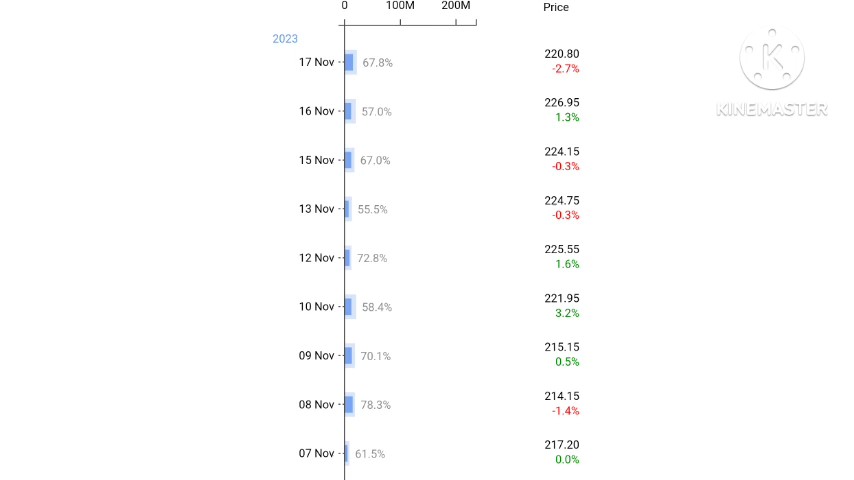 0 100M 200M Price
2023
17 Nov 67.8% 220.80
-2.7%
KINEMASTER
16 Nov 57.0% 226.95
1.3%
15 Nov 67.0% 224.15
-0.3%
13 Nov 55.5% 224.75
-0.3%
12 Nov 72.8% 225.55
1.6%
10 Nov 58.4% 221.95
3.2%
09 Nov 70.1% 215.15
0.5%
08 Nov 78.3% 214.15
-1.4%
07 Nov 61.5% 217.20
0.0%